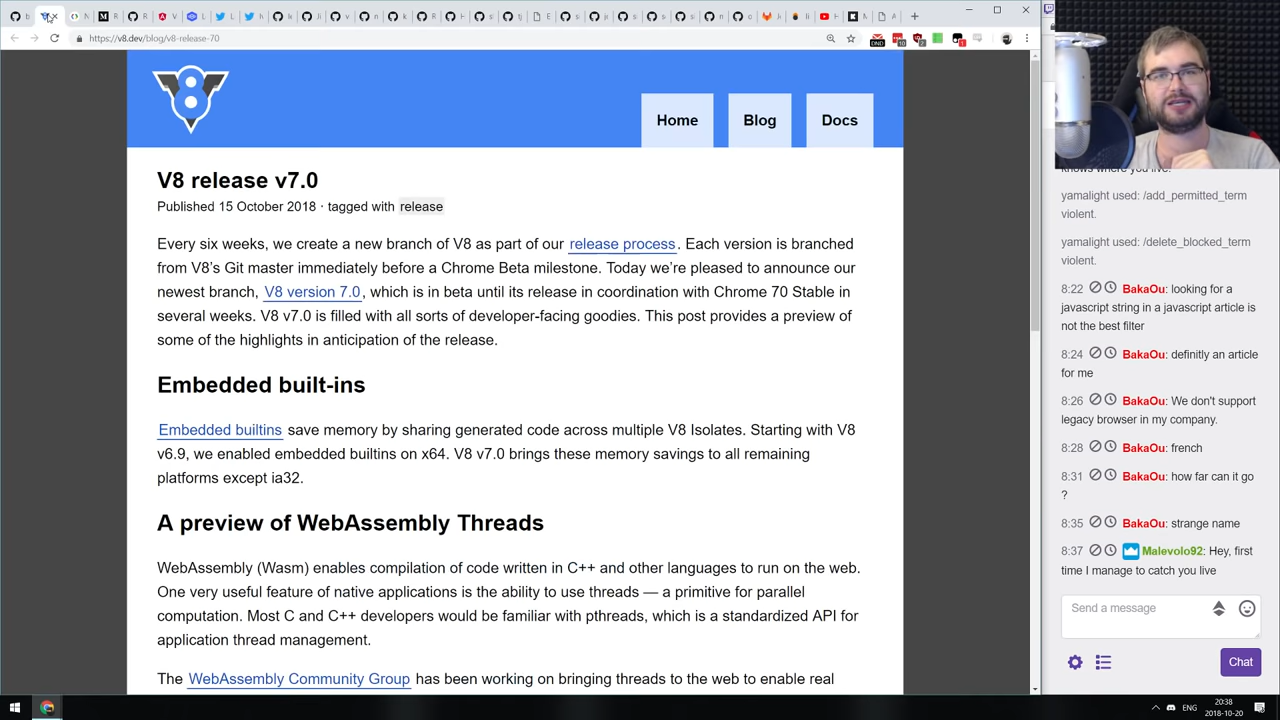 https://v8.dev/blog/v8-release-70
Home
Blog
Docs
V8 release v7.0
Published 15 October 2018 · tagged with release
Every six weeks, we create a new branch of V8 as part of our release process. Each version is branched
from V8's Git master immediately before a Chrome Beta milestone. Today we're pleased to announce our
newest branch, V8 version 7.0, which is in beta until its release in coordination with Chrome 70 Stable in
several weeks. V8 v7.0 is filled with all sorts of developer-facing goodies. This post provides a preview of
some of the highlights in anticipation of the release.
Embedded built-ins
Embedded builtins save memory by sharing generated code across multiple V8 Isolates. Starting with V8
v6.9, we enabled embedded builtins on x64. V8 v7.0 brings these memory savings to all remaining
platforms except ia32.
A preview of WebAssembly Threads
WebAssembly (Wasm) enables compilation of code written in C++ and other languages to run on the web.
One very useful feature of native applications is the ability to use threads — a primitive for parallel
computation. Most C and C++ developers would be familiar with pthreads, which is a standardized API for
application thread management.
The WebAssembly Community Group has been working on bringing threads to the web to enable real
knows where you live.
yamalight used: /add_permitted_term
violent.
yamalight used: /delete_blocked_term
violent.
8:22 BakaOu: looking for a
javascript string in a javascript article is
not the best filter
8:24 BakaOu: definitly an article
for me
8:26 BakaOu: We don't support
legacy browser in my company.
8:28 BakaOu: french
8:31 BakaOu: how far can it go
?
8:35 BakaOu: strange name
8:37 Malevolo92: Hey, first
time I manage to catch you live
Send a message
Chat
ENG
20:38
2018-10-20